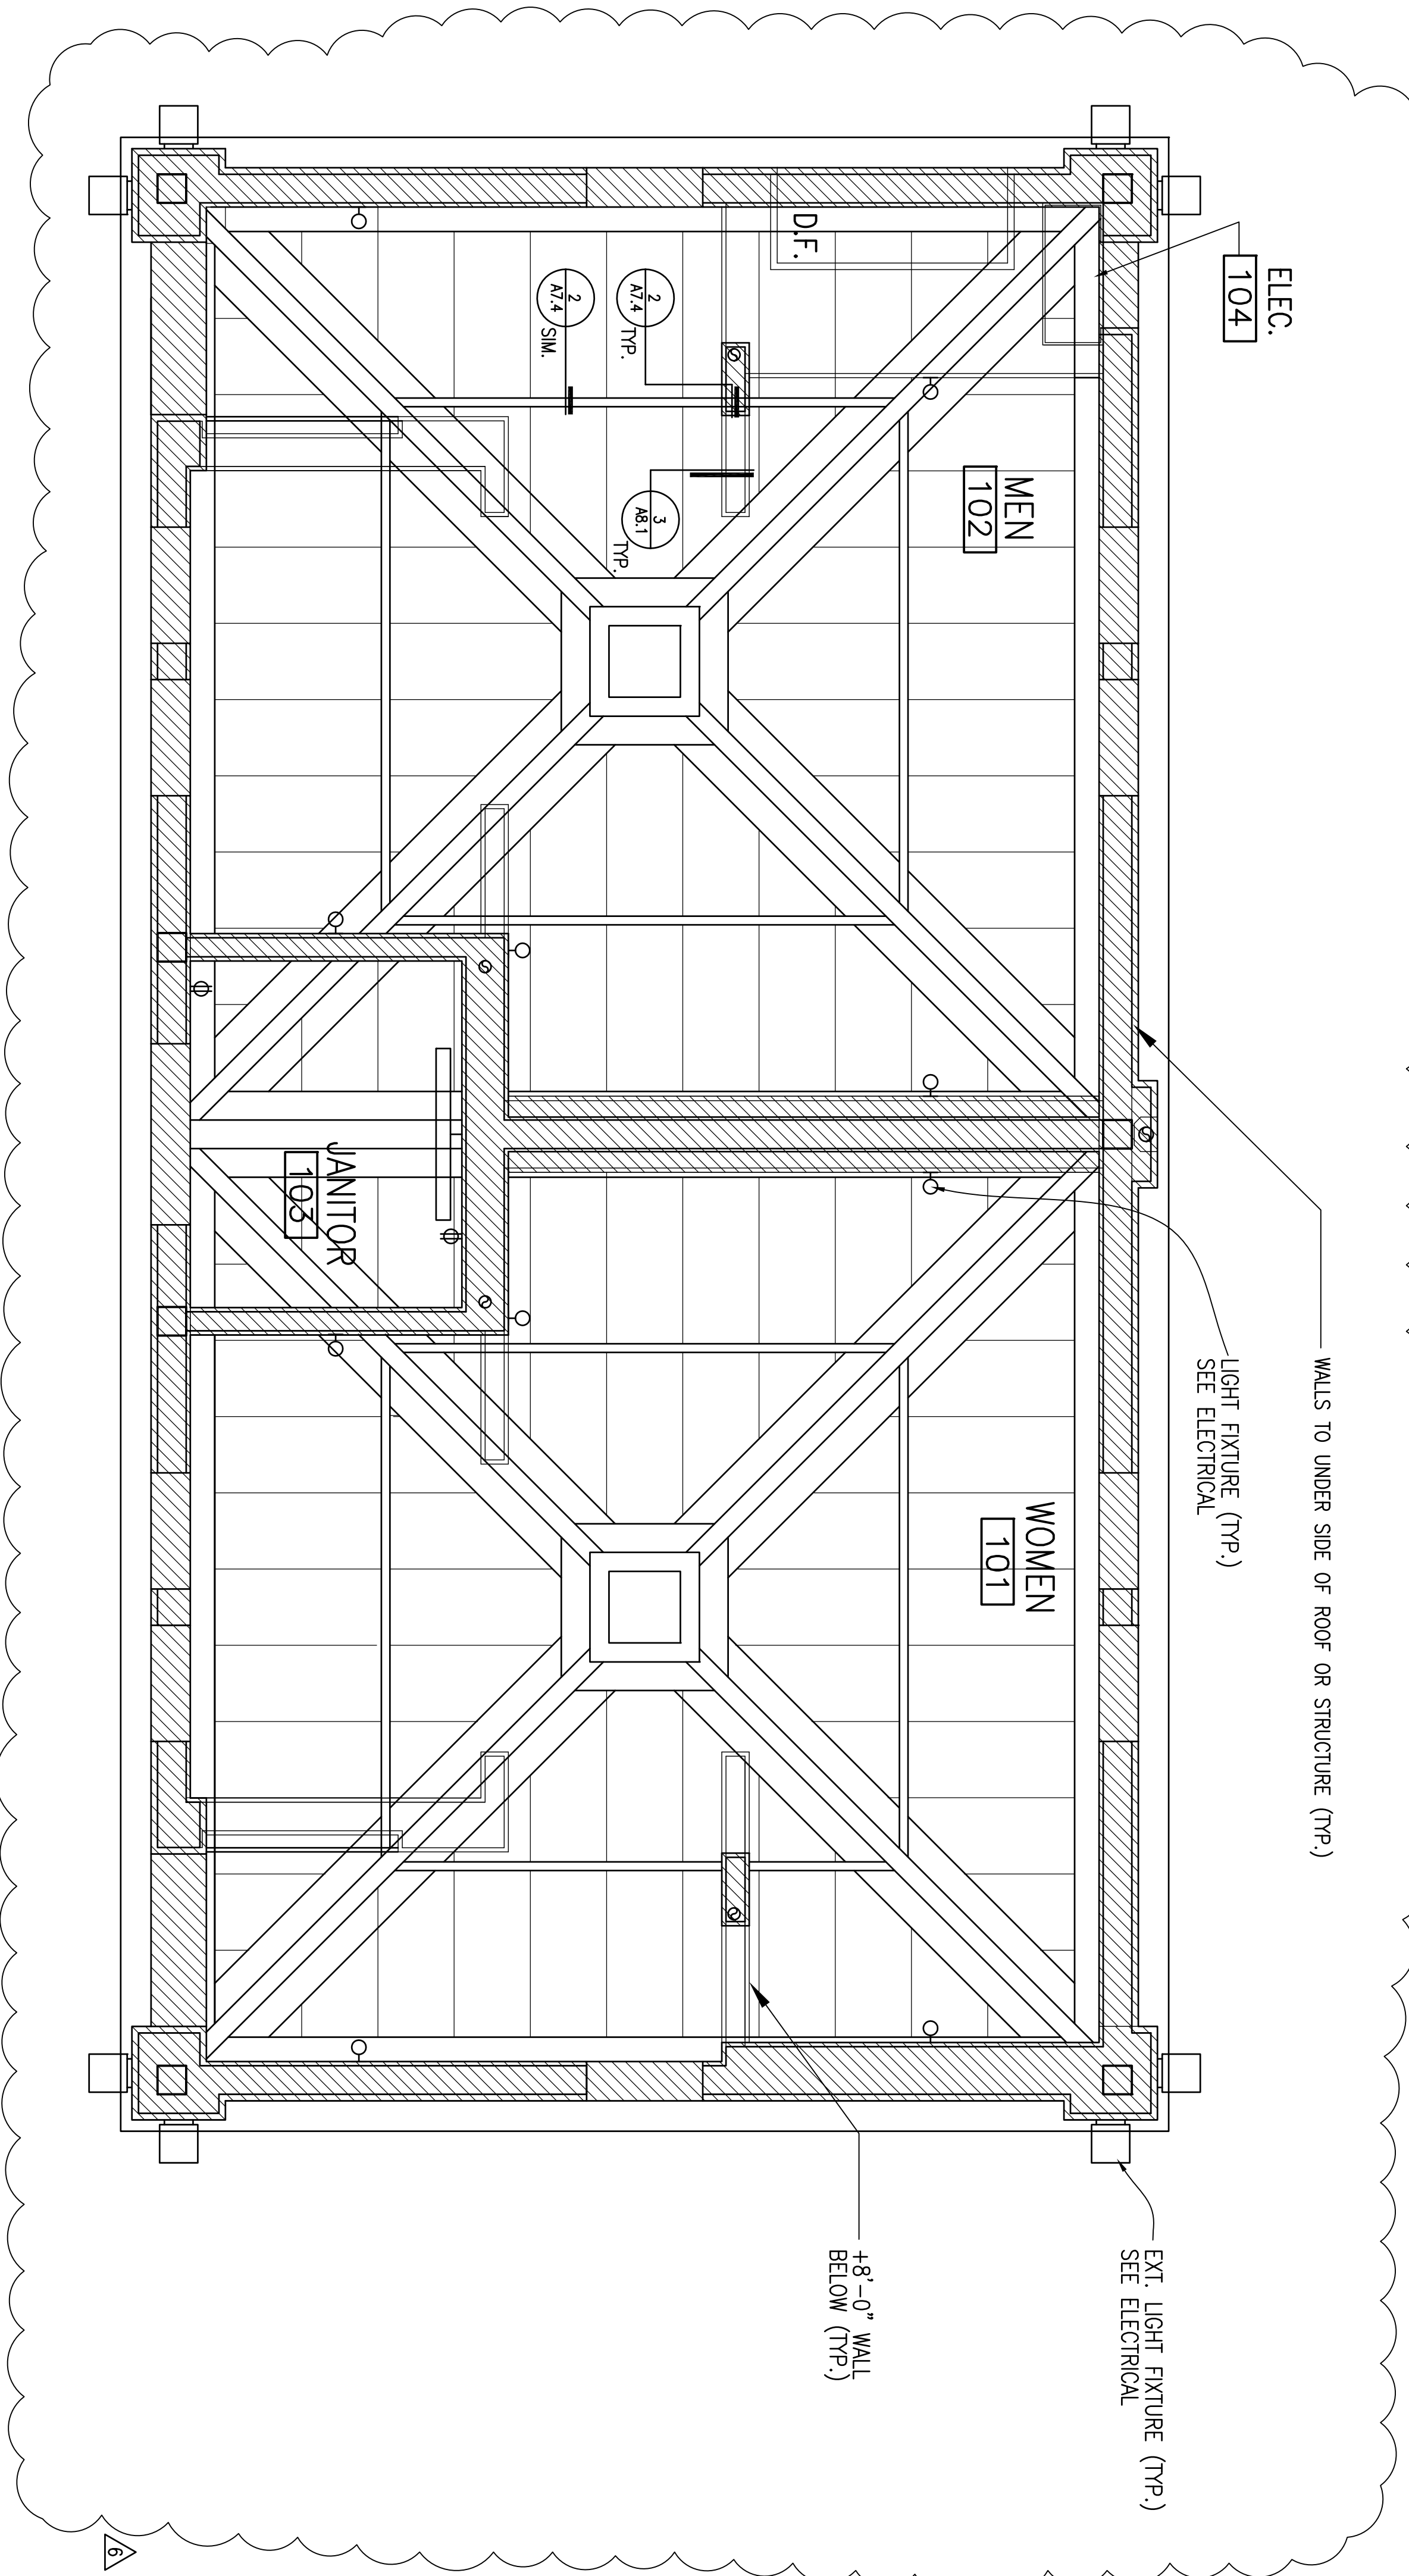 ELEC.
104
WALLS TO UNDER SIDE OF ROOF OR STRUCTURE (TYP.)
LIGHT FIXTURE (TYP.)
SEE ELECTRICAL
EXT. LIGHT FIXTURE (TYP.)
SEE ELECTRICAL
MEN
102
WOMEN
101
D.F.
2
A7.4
TYP.
2
A7.4
SIM.
3
A8.1
TYP.
+8'-0" WALL
BELOW (TYP.)
JANITOR
103
6